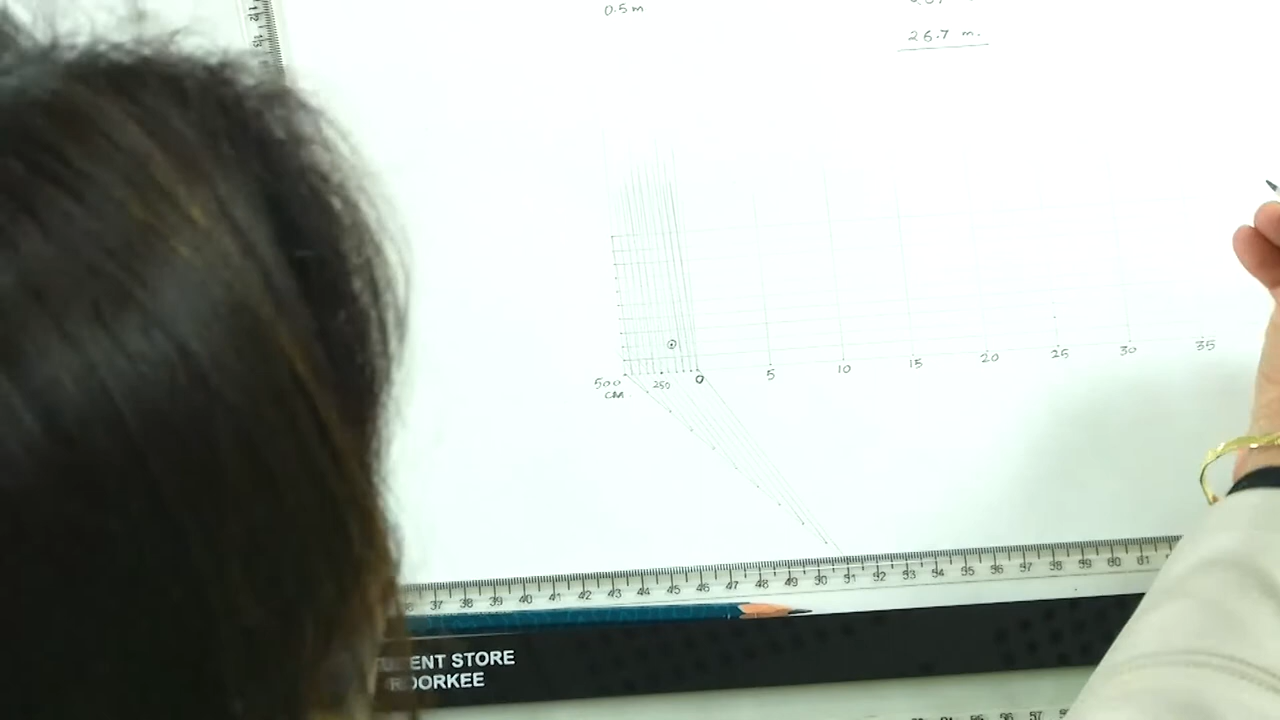 0.5 m
26.7 m.
5 10 15 20 25 30 35
500 250 0
CM
37 38 39 40 41 42 43 44 45 46 47 48 49 50 51 52 53 54 55 56 57 58 59 60 61
STORE
ROORKEE